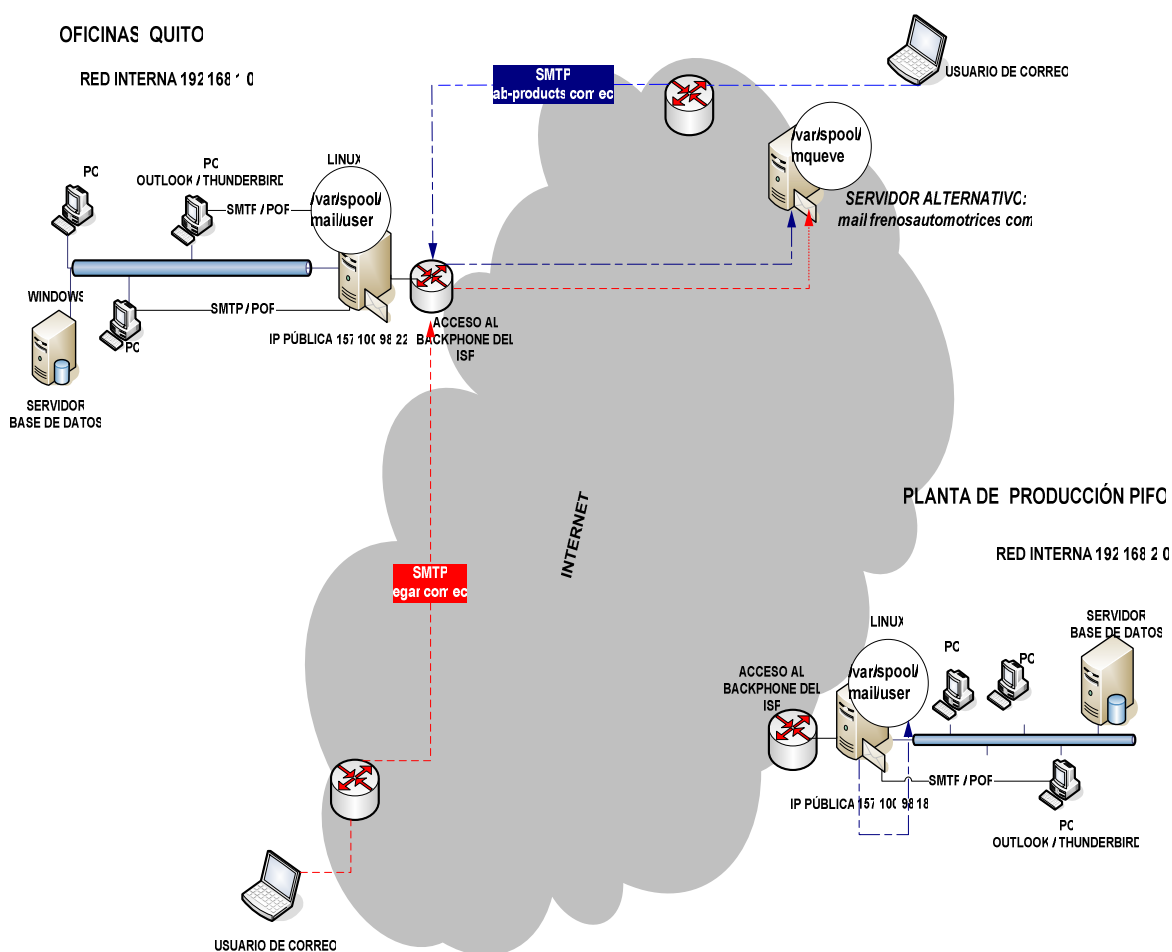 OFICINAS QUITO
RED INTERNA 192 168 1 0
SMTP
ab-products com ec
USUARIO DE CORREO
/var/spool/
mqueve
SERVIDOR ALTERNATIVO:
mail frenosautomotrices com
PC
PC
OUTLOOK / THUNDERBIRD
LINUX
/var/spool/
mail/user
SMTP / POP
WINDOWS
SMTP / POP
PC
IP PÚBLICA 157 100 98 22
ACCESO AL
BACKPHONE DEL
ISP
SERVIDOR
BASE DE DATOS
INTERNET
PLANTA DE PRODUCCIÓN PIFO
RED INTERNA 192 168 2 0
SMTP
egar com ec
LINUX
SERVIDOR
BASE DE DATOS
ACCESO AL
BACKPHONE DEL
ISP
/var/spool/
mail/user
PC
PC
SMTP / POP
IP PÚBLICA 157 100 98 18
PC
OUTLOOK / THUNDERBIRD
USUARIO DE CORREO